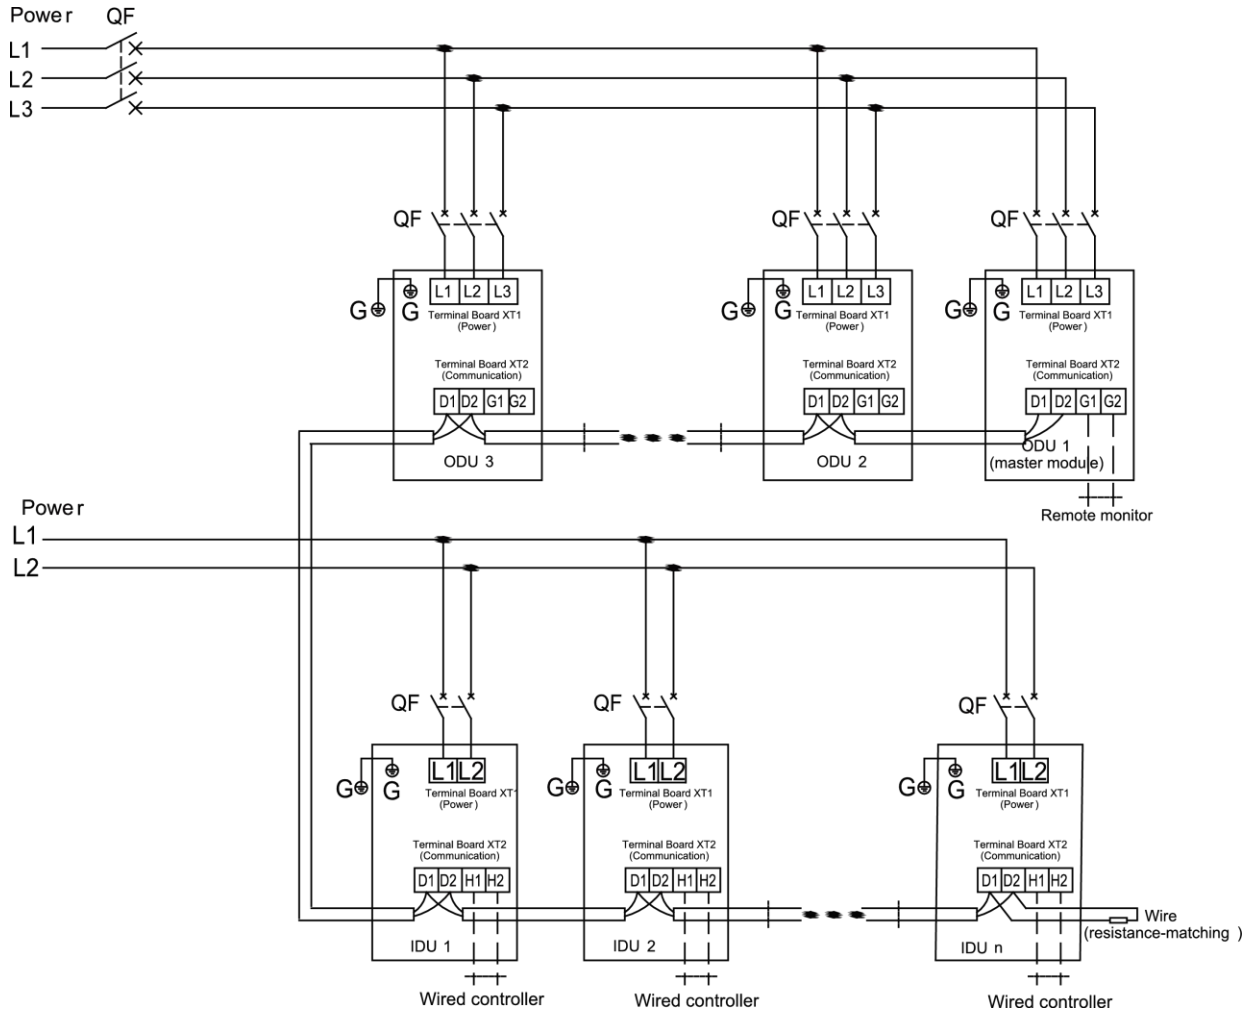 Power QF
L1
L2
L3
QF QF QF
L1 L2 L3 L1 L2 L3 L1 L2 L3
G G G G G G
Terminal Board XT1 Terminal Board XT1 Terminal Board XT1
(Power) (Power) (Power)
Terminal Board XT2 Terminal Board XT2 Terminal Board XT2
(Communication) (Communication) (Communication)
D1 D2 G1 G2 D1 D2 G1 G2 D1 D2 G1 G2
ODU 3 ODU 2 ODU 1
(master module)
Remote monitor
Power
L1
L2
QF QF QF
L1 L2 L1 L2 L1 L2
G G G G G G
Terminal Board XT1 Terminal Board XT1 Terminal Board XT1
(Power) (Power) (Power)
Terminal Board XT2 Terminal Board XT2 Terminal Board XT2
(Communication) (Communication) (Communication)
D1 D2 H1 H2 D1 D2 H1 H2 D1 D2 H1 H2
Wire
(resistance-matching )
IDU 1 IDU 2 IDU n
Wired controller Wired controller Wired controller